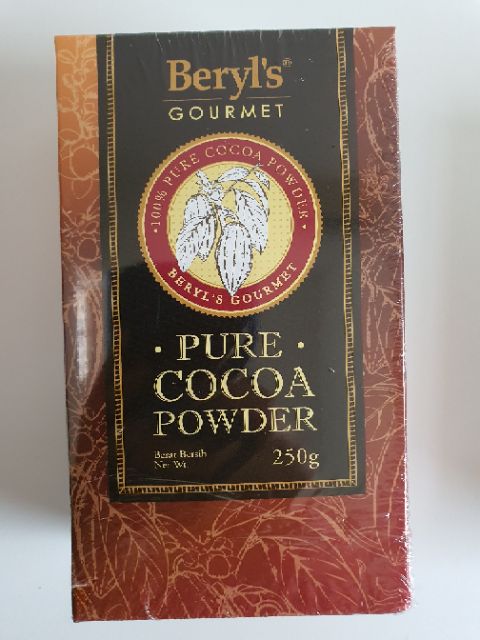 Beryl's®
GOURMET
• 100% PURE COCOA POWDER •
BERYL'S GOURMET
• PURE •
COCOA
POWDER
Berat Bersih
Net Wt
250g